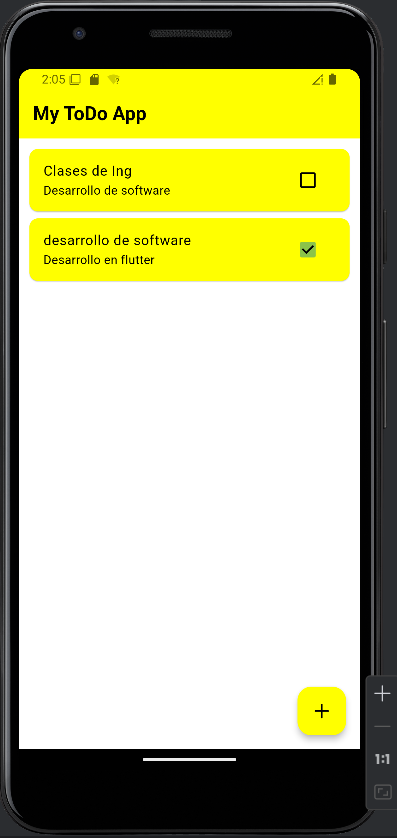 2:05
My ToDo App
Clases de Ing
Desarrollo de software
desarrollo de software
Desarrollo en flutter
1:1